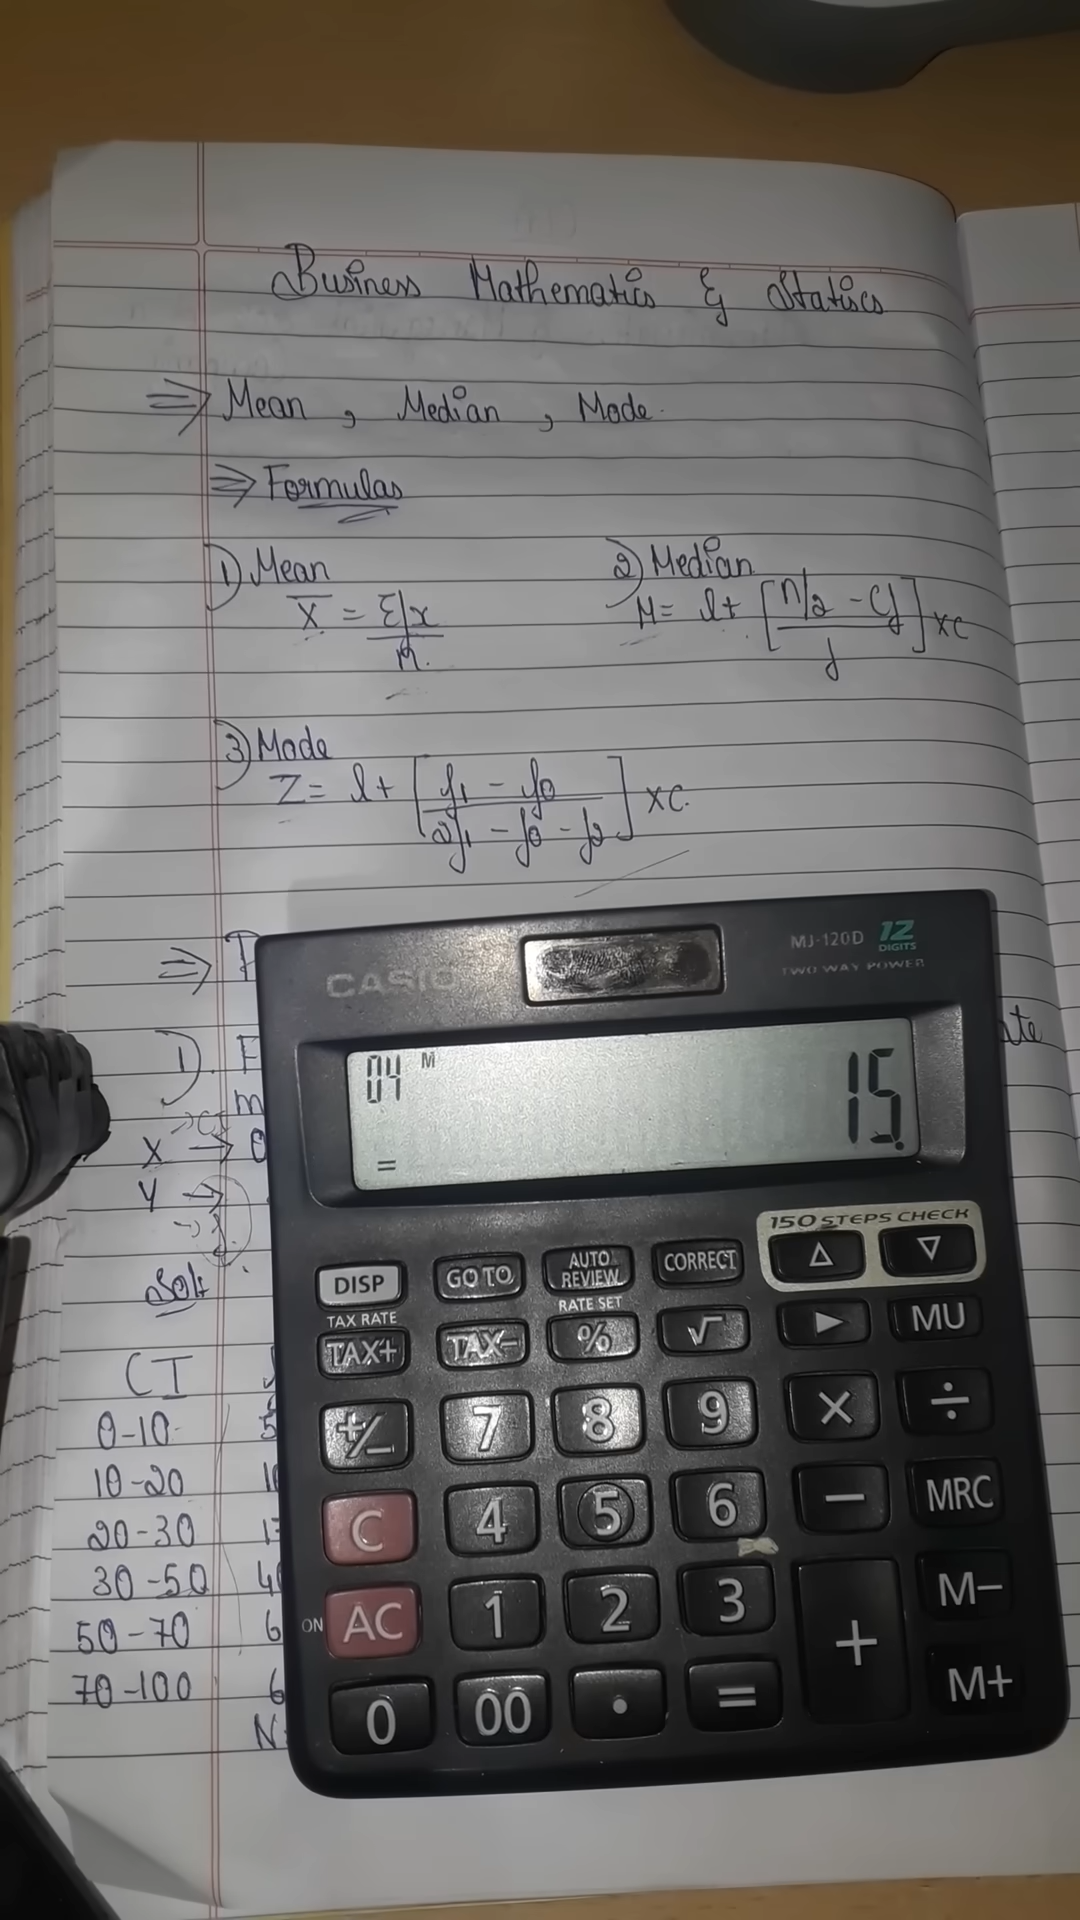 Business Mathematics & Statiscs
⇒ Mean , Median , Mode.
⇒ Formulas
1) Mean
X̄ = Σfx / n.
2) Median
M = l + [n/2 - cf / f] × c
3) Mode
Z = l + [f1 - f0 / 2f1 - f0 - f2] × c.
1).
X →
Y →
Sol:
CI
0-10
10-20
20-30
30-50
50-70
70-100
CASIO
MJ-120D 12 DIGITS
TWO WAY POWER
04 M
= 15.
150 STEPS CHECK
DISP GO TO AUTO REVIEW CORRECT △ ▽
TAX RATE RATE SET
TAX+ TAX- % √ ▶ MU
+/- 7 8 9 × ÷
C 4 5 6 − MRC
ON AC 1 2 3 + M−
0 00 · = M+